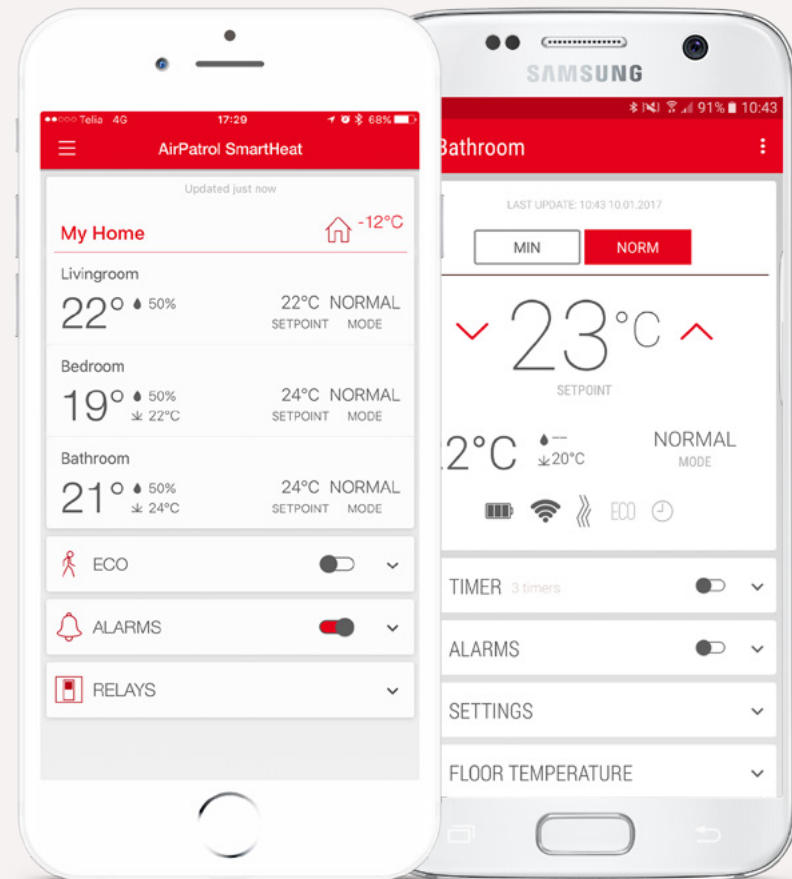 Telia 4G 17:29 68%
AirPatrol SmartHeat
Updated just now
My Home -12°C
Livingroom
22° 50% 22°C NORMAL
SETPOINT MODE
Bedroom
19° 50% 24°C NORMAL
22°C SETPOINT MODE
Bathroom
21° 50% 24°C NORMAL
24°C SETPOINT MODE
ECO
ALARMS
RELAYS
SAMSUNG
91% 10:43
Bathroom
LAST UPDATE: 10:43 10.01.2017
MIN NORM
23°C
SETPOINT
2°C -- NORMAL
20°C MODE
ECO
TIMER 3 timers
ALARMS
SETTINGS
FLOOR TEMPERATURE